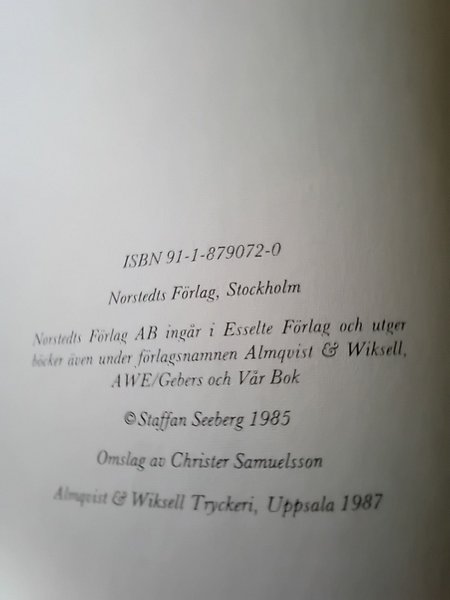 ISBN 91-1-879072-0
Norstedts Förlag, Stockholm
Norstedts Förlag AB ingår i Esselte Förlag och utger
böcker även under förlagsnamnen Almqvist & Wiksell,
AWE/Gebers och Vår Bok
© Staffan Seeberg 1985
Omslag av Christer Samuelsson
Almqvist & Wiksell Tryckeri, Uppsala 1987